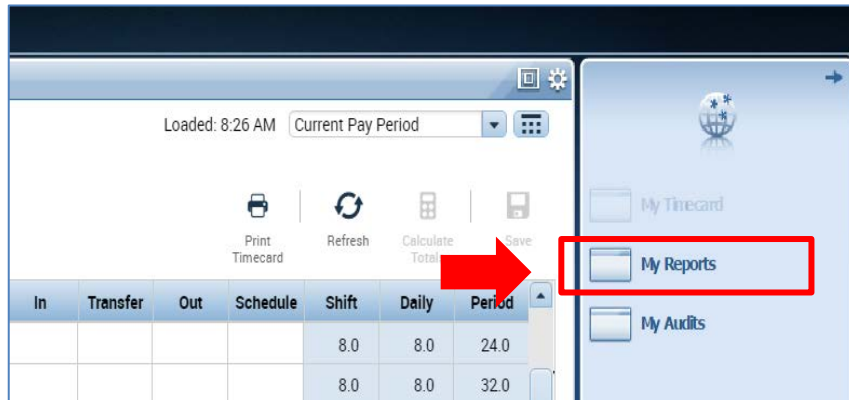 Loaded: 8:26 AM Current Pay Period
Print Timecard
Refresh
Calculate Totals
Save
In Transfer Out Schedule Shift Daily Period
8.0 8.0 24.0
8.0 8.0 32.0
My Timecard
My Reports
My Audits